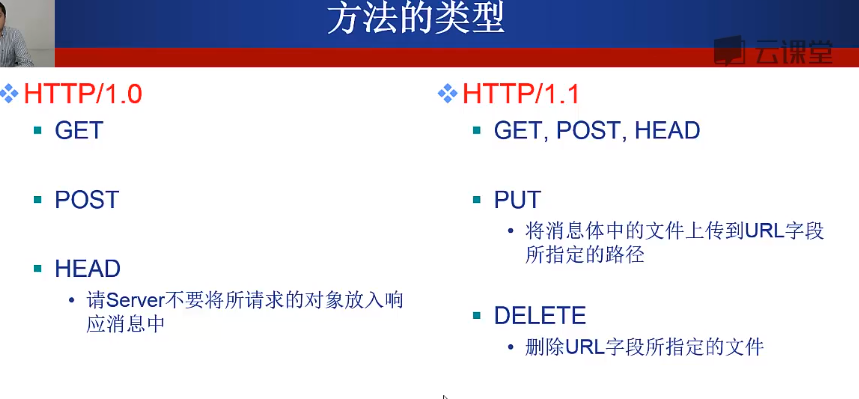 方法的类型
云课堂
HTTP/1.0
GET
POST
HEAD
请Server不要将所请求的对象放入响
应消息中
HTTP/1.1
GET, POST, HEAD
PUT
将消息体中的文件上传到URL字段
所指定的路径
DELETE
删除URL字段所指定的文件